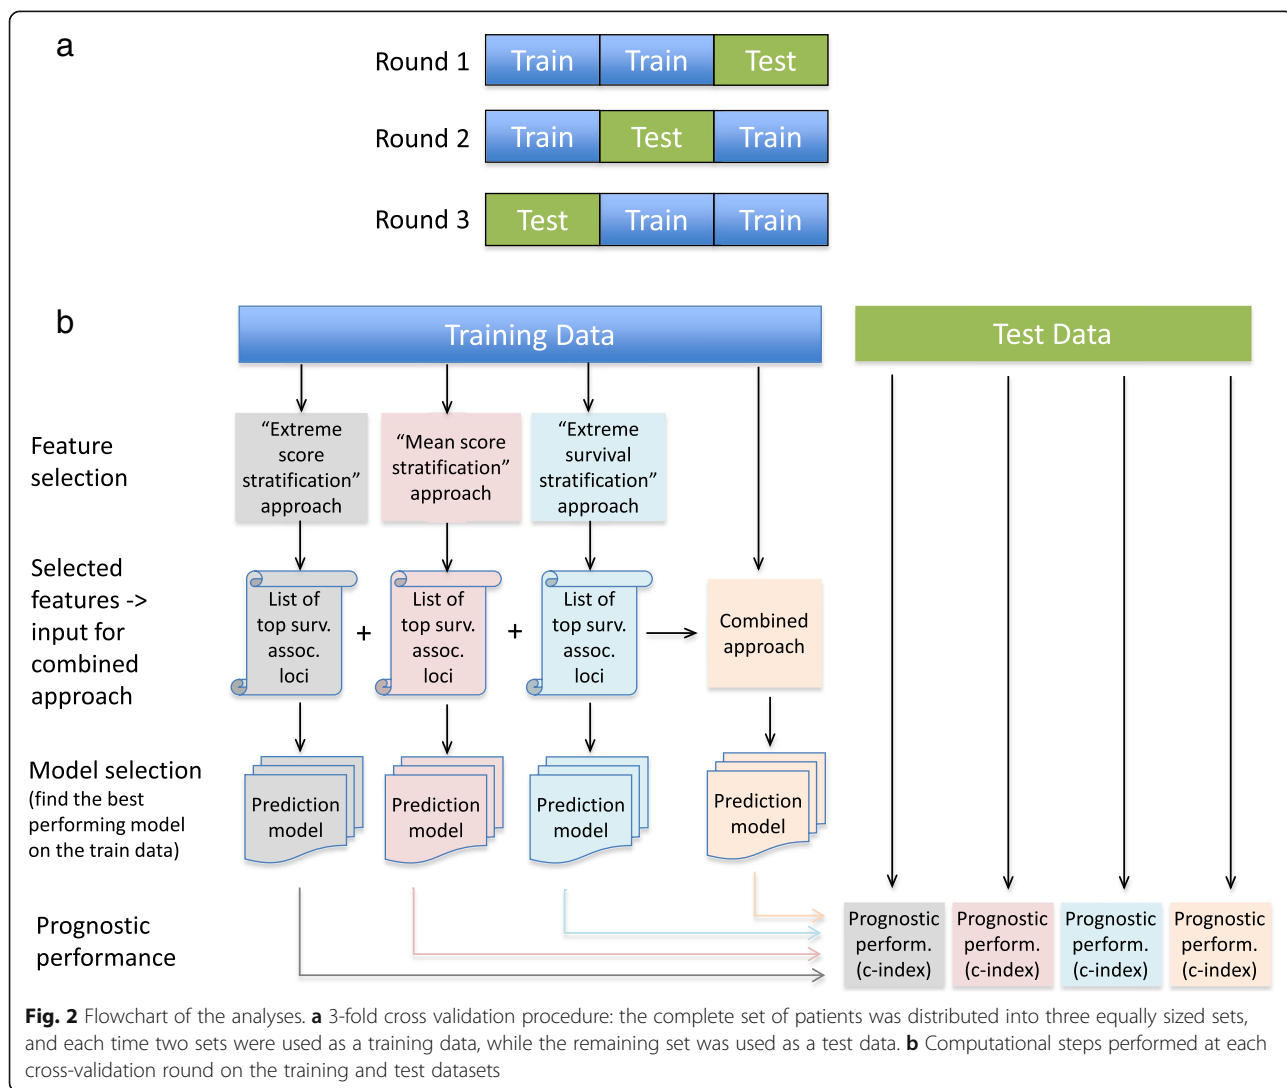 a
Round 1
Train
Train
Test
Round 2
Train
Test
Train
Round 3
Test
Train
Train
b
Training Data
Test Data
Feature
selection
“Extreme
score
stratification”
approach
“Mean score
stratification”
approach
“Extreme
survival
stratification”
approach
Selected
features ->
input for
combined
approach
List of
top surv.
assoc.
loci
+
List of
top surv.
assoc.
loci
+
List of
top surv.
assoc.
loci
Combined
approach
Model selection
(find the best
performing model
on the train data)
Prediction
model
Prediction
model
Prediction
model
Prediction
model
Prognostic
performance
Prognostic
perform.
(c-index)
Prognostic
perform.
(c-index)
Prognostic
perform.
(c-index)
Prognostic
perform.
(c-index)
Fig. 2 Flowchart of the analyses. a 3-fold cross validation procedure: the complete set of patients was distributed into three equally sized sets,
and each time two sets were used as a training data, while the remaining set was used as a test data. b Computational steps performed at each
cross-validation round on the training and test datasets